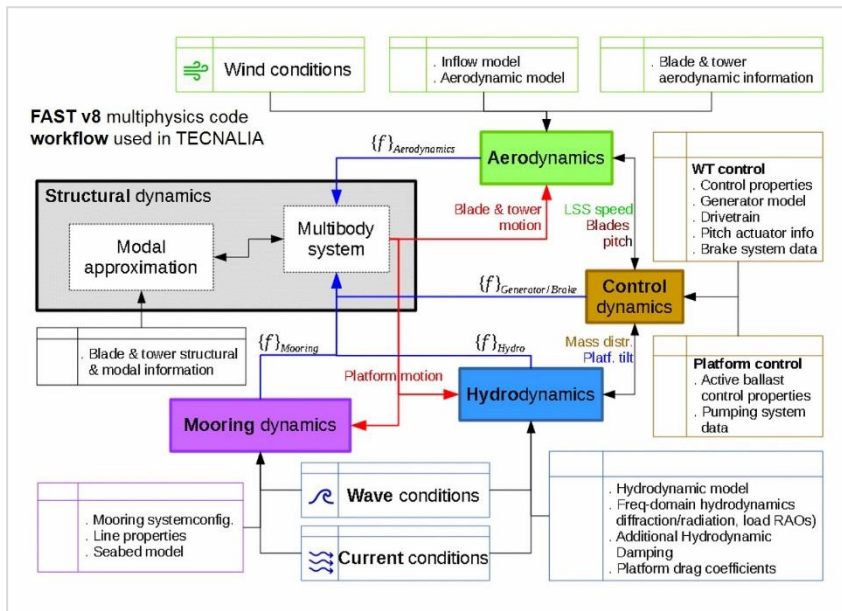 Wind conditions
. Inflow model
. Aerodynamic model
. Blade & tower
aerodynamic information
FAST v8 multiphysics code
workflow used in TECNALIA
{f}Aerodynamics
Aerodynamics
WT control
. Control properties
. Generator model
. Drivetrain
. Pitch actuator info
. Brake system data
Structural dynamics
Multibody
system
Modal
approximation
Blade & tower
motion
LSS speed
Blades
pitch
{f}Generator/Brake
Control
dynamics
. Blade & tower structural
& modal information
{f}Mooring
{f}Hydro
Mass distr.
Platf. tilt
Platform control
. Active ballast
control properties
. Pumping system
data
Platform motion
Hydrodynamics
Mooring dynamics
Wave conditions
Current conditions
. Mooring systemconfig.
. Line properties
. Seabed model
. Hydrodynamic model
. Freq-domain hydrodynamics
diffraction/radiation, load RAOs)
. Additional Hydrodynamic
Damping
. Platform drag coefficients